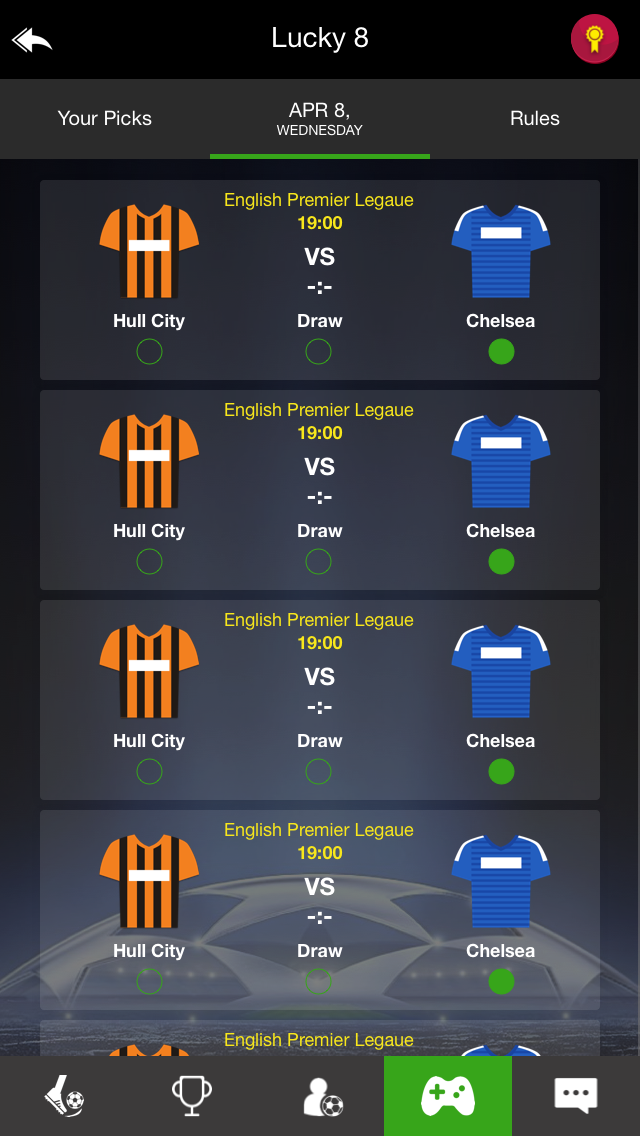 Lucky 8
Your Picks
APR 8,
WEDNESDAY
Rules
English Premier Legaue
19:00
VS
-:-
Hull City Draw Chelsea
English Premier Legaue
19:00
VS
-:-
Hull City Draw Chelsea
English Premier Legaue
19:00
VS
-:-
Hull City Draw Chelsea
English Premier Legaue
19:00
VS
-:-
Hull City Draw Chelsea
English Premier Legaue